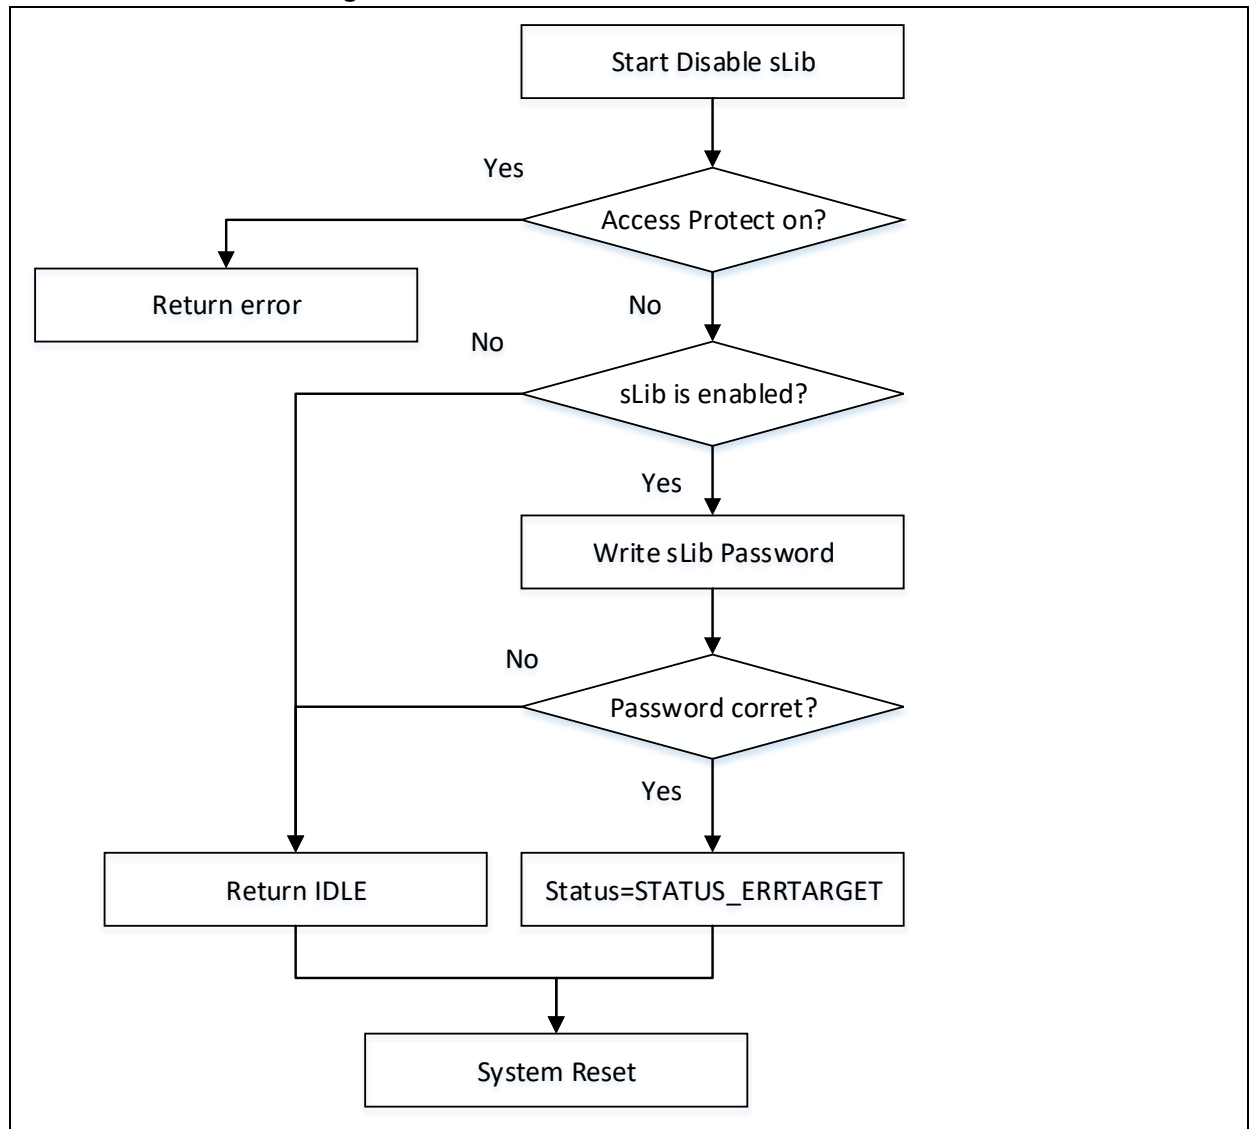 Start Disable sLib
Yes
Access Protect on?
Return error
No
No
sLib is enabled?
Yes
Write sLib Password
No
Password corret?
Yes
Return IDLE
Status=STATUS_ERRTARGET
System Reset